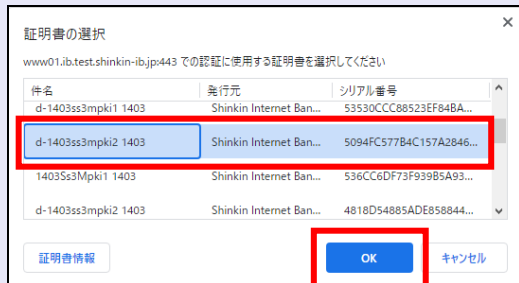 証明書の選択
www01.ib.test.shinkin-ib.jp:443 での認証に使用する証明書を選択してください
件名 発行元 シリアル番号
d-1403ss3mpki1 1403 Shinkin Internet Ban... 53530CCC88523EF84BA...
d-1403ss3mpki2 1403 Shinkin Internet Ban... 5094FC577B4C157A2846...
1403Ss3Mpki1 1403 Shinkin Internet Ban... 536CC6DF73F939B5A93...
d-1403ss3mpki2 1403 Shinkin Internet Ban... 4818D54885ADE858844...
証明書情報 OK キャンセル